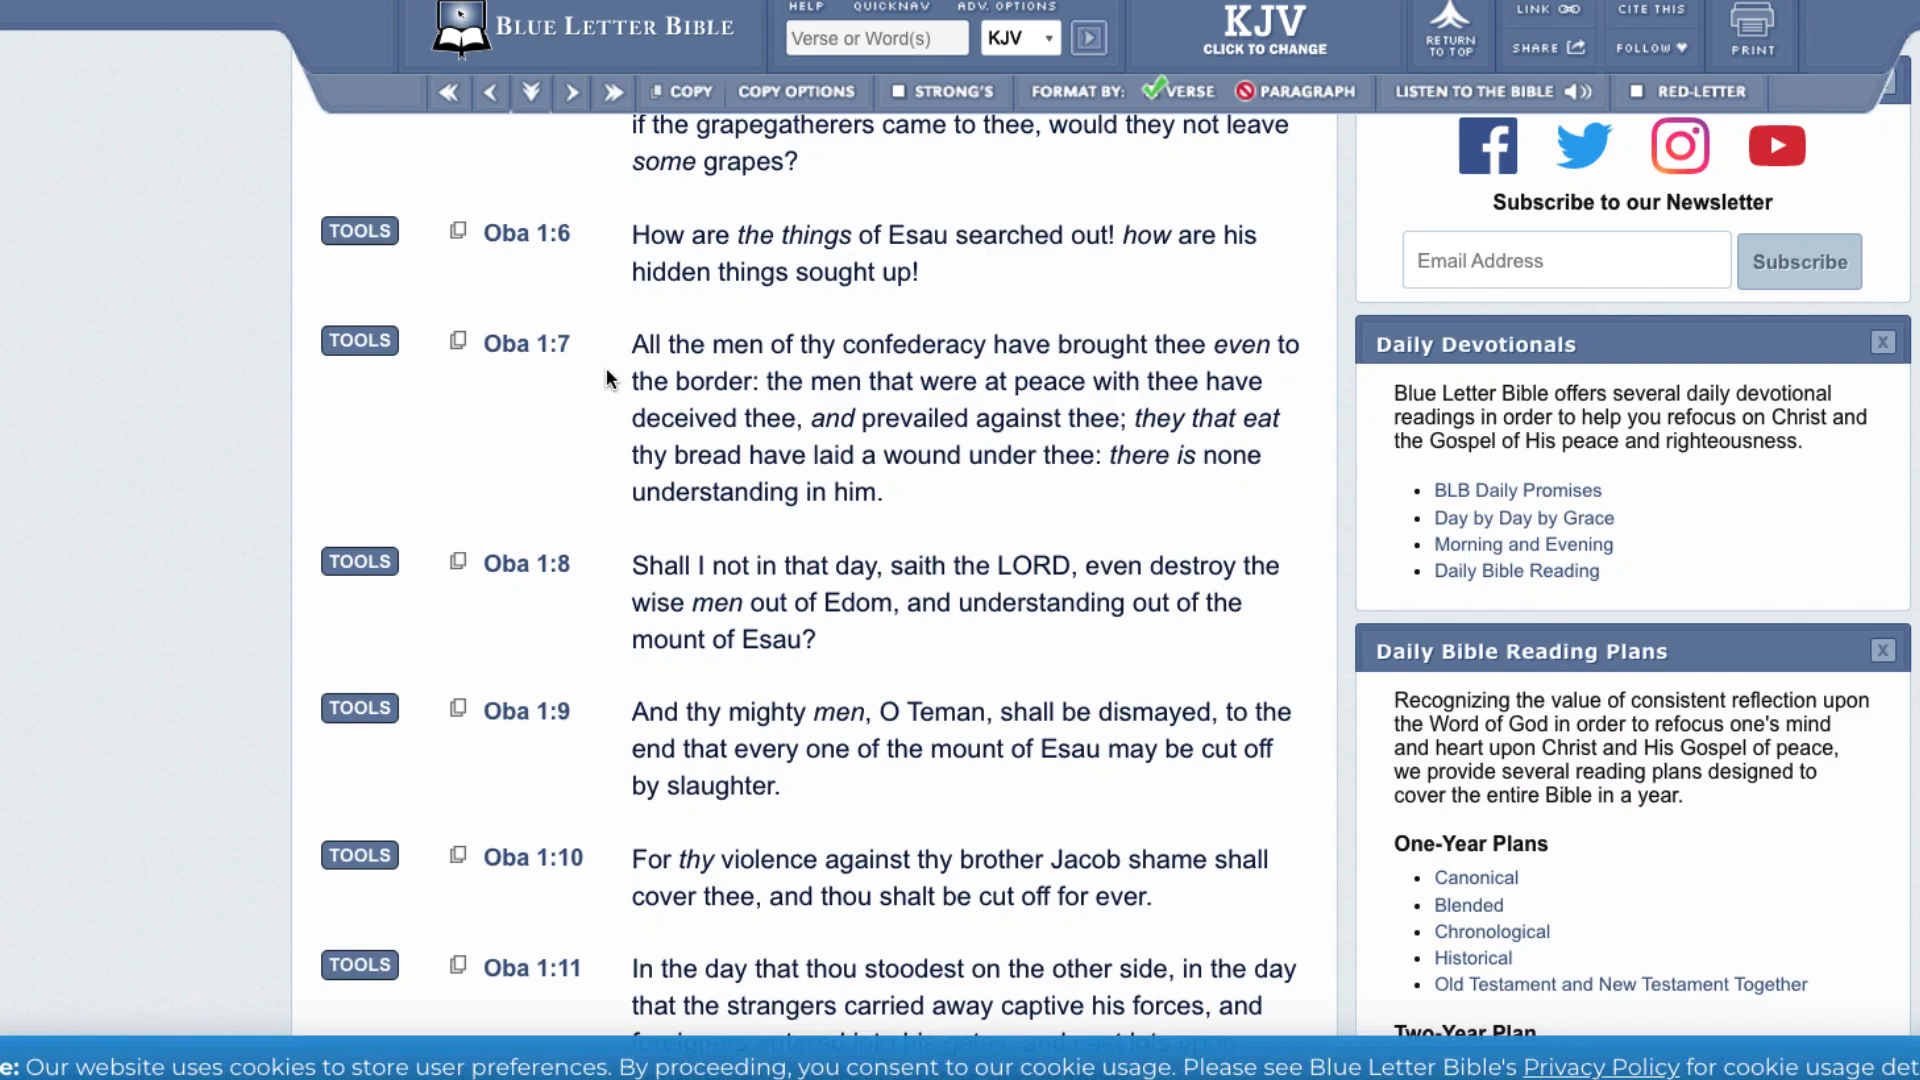 BLUE LETTER BIBLE
HELP QUICKNAV ADV. OPTIONS
Verse or Word(s) KJV
KJV
CLICK TO CHANGE
RETURN
TO TOP
LINK
SHARE
CITE THIS
FOLLOW
PRINT
COPY COPY OPTIONS STRONG'S FORMAT BY: VERSE PARAGRAPH LISTEN TO THE BIBLE RED-LETTER
if the grapegatherers came to thee, would they not leave
some grapes?
TOOLS Oba 1:6 How are the things of Esau searched out! how are his
hidden things sought up!
TOOLS Oba 1:7 All the men of thy confederacy have brought thee even to
the border: the men that were at peace with thee have
deceived thee, and prevailed against thee; they that eat
thy bread have laid a wound under thee: there is none
understanding in him.
TOOLS Oba 1:8 Shall I not in that day, saith the LORD, even destroy the
wise men out of Edom, and understanding out of the
mount of Esau?
TOOLS Oba 1:9 And thy mighty men, O Teman, shall be dismayed, to the
end that every one of the mount of Esau may be cut off
by slaughter.
TOOLS Oba 1:10 For thy violence against thy brother Jacob shame shall
cover thee, and thou shalt be cut off for ever.
TOOLS Oba 1:11 In the day that thou stoodest on the other side, in the day
that the strangers carried away captive his forces, and
Subscribe to our Newsletter
Email Address Subscribe
Daily Devotionals X
Blue Letter Bible offers several daily devotional
readings in order to help you refocus on Christ and
the Gospel of His peace and righteousness.
BLB Daily Promises
Day by Day by Grace
Morning and Evening
Daily Bible Reading
Daily Bible Reading Plans X
Recognizing the value of consistent reflection upon
the Word of God in order to refocus one's mind
and heart upon Christ and His Gospel of peace,
we provide several reading plans designed to
cover the entire Bible in a year.
One-Year Plans
Canonical
Blended
Chronological
Historical
Old Testament and New Testament Together
Two-Year Plan
e: Our website uses cookies to store user preferences. By proceeding, you consent to our cookie usage. Please see Blue Letter Bible's Privacy Policy for cookie usage det